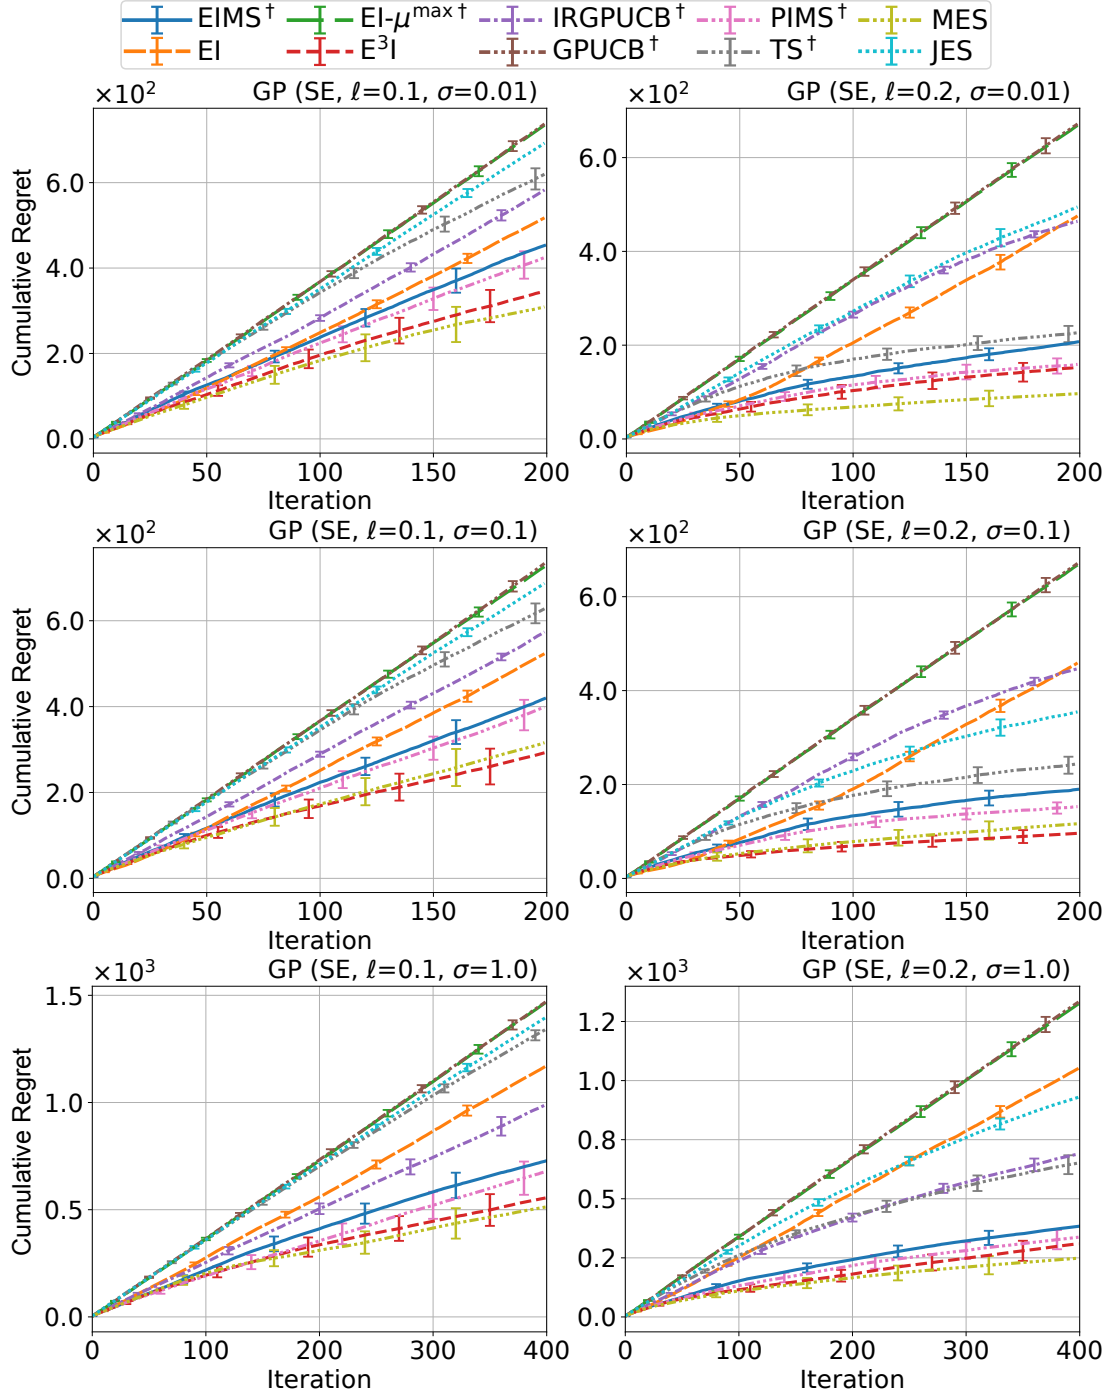 EIMS† EI-μmax† IRGPUCB† PIMS† MES
EI E³I GPUCB† TS† JES
×10² GP (SE, ℓ=0.1, σ=0.01)
6.0
4.0
2.0
0.0
Cumulative Regret
0 50 100 150 200
Iteration
×10² GP (SE, ℓ=0.2, σ=0.01)
6.0
4.0
2.0
0.0
0 50 100 150 200
Iteration
×10² GP (SE, ℓ=0.1, σ=0.1)
6.0
4.0
2.0
0.0
Cumulative Regret
0 50 100 150 200
Iteration
×10² GP (SE, ℓ=0.2, σ=0.1)
6.0
4.0
2.0
0.0
0 50 100 150 200
Iteration
×10³ GP (SE, ℓ=0.1, σ=1.0)
1.5
1.0
0.5
0.0
Cumulative Regret
0 100 200 300 400
Iteration
×10³ GP (SE, ℓ=0.2, σ=1.0)
1.2
1.0
0.8
0.5
0.2
0.0
0 100 200 300 400
Iteration